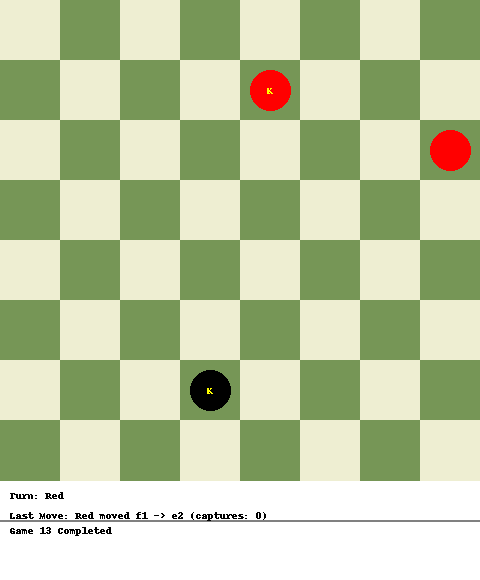 K
K
Turn: Red
Last Move: Red moved f1 -> e2 (captures: 0)
Game 13 Completed